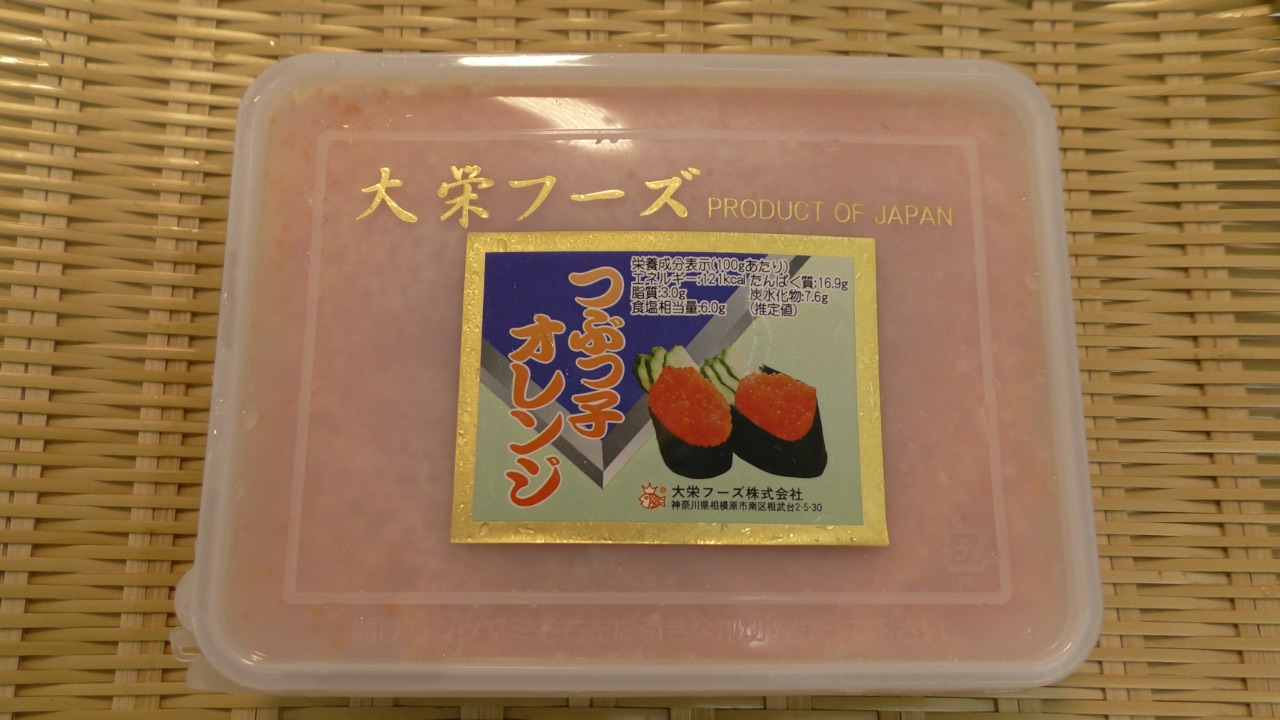 大栄フーズ PRODUCT OF JAPAN
栄養成分表示(100gあたり)
エネルギー:121kcal たんぱく質:16.9g
脂質:3.0g 炭水化物:7.6g
食塩相当量:6.0g (推定値)
つぶっ子
オレンジ
大栄フーズ株式会社
神奈川県相模原市南区相武台2-5-30